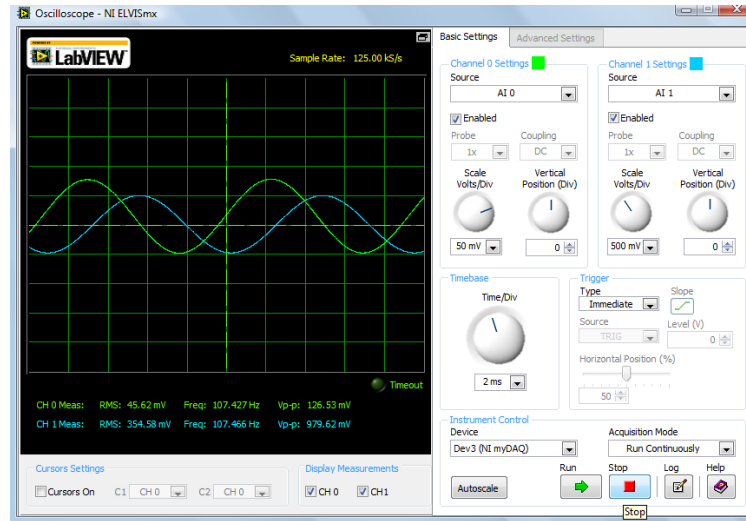 Oscilloscope - NI ELVISmx
LabVIEW
Sample Rate: 125.00 kS/s
Timeout
CH 0 Meas: RMS: 45.62 mV Freq: 107.427 Hz Vp-p: 126.53 mV
CH 1 Meas: RMS: 354.58 mV Freq: 107.466 Hz Vp-p: 979.62 mV
Cursors Settings
Cursors On C1 CH 0 C2 CH 0
Display Measurements
CH 0 CH1
Basic Settings Advanced Settings
Channel 0 Settings
Source
AI 0
Enabled
Probe Coupling
1x DC
Scale Vertical
Volts/Div Position (Div)
50 mV 0
Channel 1 Settings
Source
AI 1
Enabled
Probe Coupling
1x DC
Scale Vertical
Volts/Div Position (Div)
500 mV 0
Timebase
Time/Div
2 ms
Trigger
Type Slope
Immediate
Source Level (V)
TRIG 0
Horizontal Position (%)
50
Instrument Control
Device Acquisition Mode
Dev3 (NI myDAQ) Run Continuously
Run Stop Log Help
Autoscale
Stop